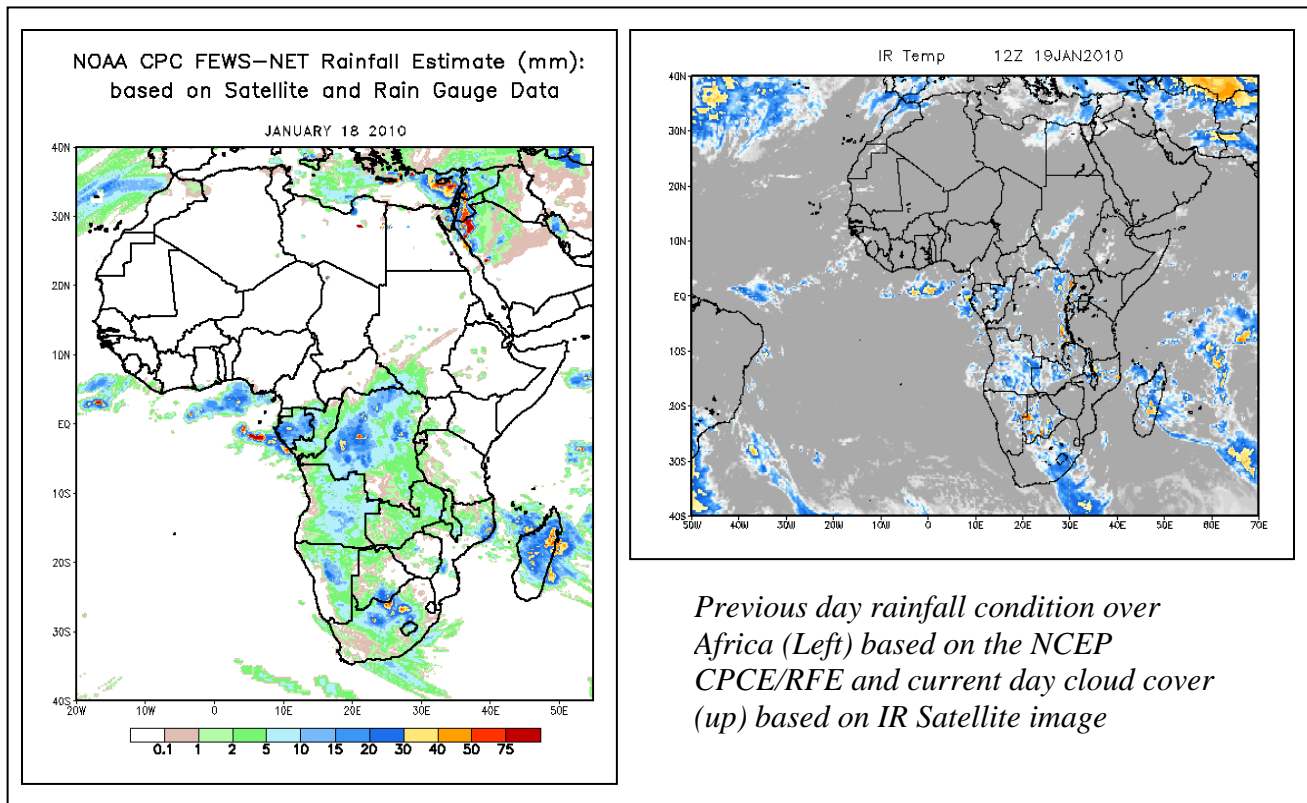 NOAA CPC FEWS-NET Rainfall Estimate (mm):
based on Satellite and Rain Gauge Data
JANUARY 18 2010
40N
30N
20N
10N
EQ
10S
20S
30S
40S
20W 10W 0 10E 20E 30E 40E 50E
0.1 1 2 5 10 15 20 30 40 50 75
IR Temp 12Z 19JAN2010
40N
30N
20N
10N
EQ
10S
20S
30S
40S
50W 40W 30W 20W 10W 0 10E 20E 30E 40E 50E 60E 70E
Previous day rainfall condition over
Africa (Left) based on the NCEP
CPCE/RFE and current day cloud cover
(up) based on IR Satellite image